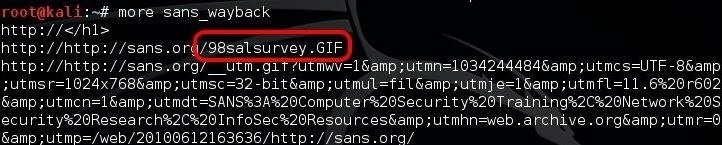 root@kali:~# more sans_wayback
http://</h1>
http://http://sans.org/98salsurvey.GIF
http://http://sans.org/__utm.gif?utmwv=1&amp;utmn=1034244484&amp;utmcs=UTF-8&amp
;utmsr=1024x768&amp;utmsc=32-bit&amp;utmul=fil&amp;utmje=1&amp;utmfl=11.6%20r602
&amp;utmcn=1&amp;utmdt=SANS%3A%20Computer%20Security%20Training%2C%20Network%20S
ecurity%20Research%2C%20InfoSec%20Resources&amp;utmhn=web.archive.org&amp;utmr=0
&amp;utmp=/web/20100612163636/http://sans.org/